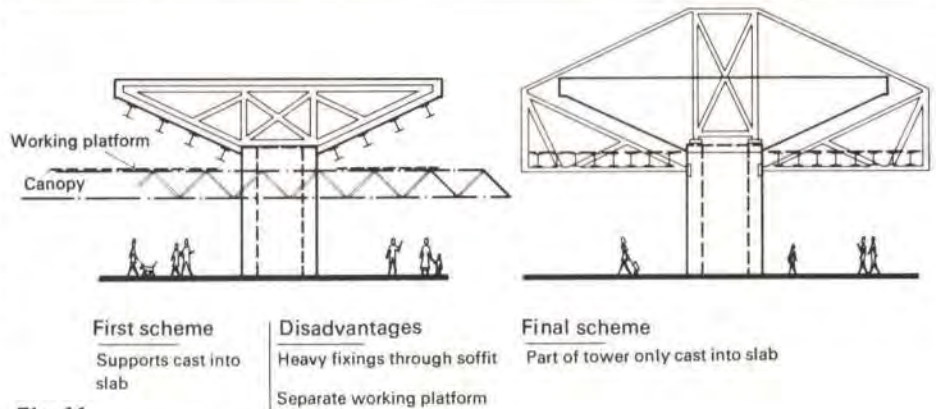 Working platform
Canopy
First scheme
Supports cast into
slab
Disadvantages
Heavy fixings through soffit
Separate working platform
Final scheme
Part of tower only cast into slab